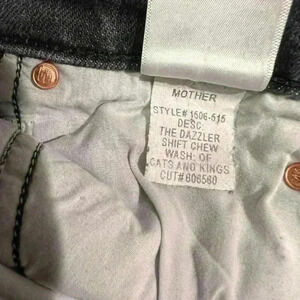 MOTHER
STYLE# 1506-515
DESC:
THE DAZZLER
SHIFT CHEW
WASH: OF
CATS AND KINGS
CUT#606560